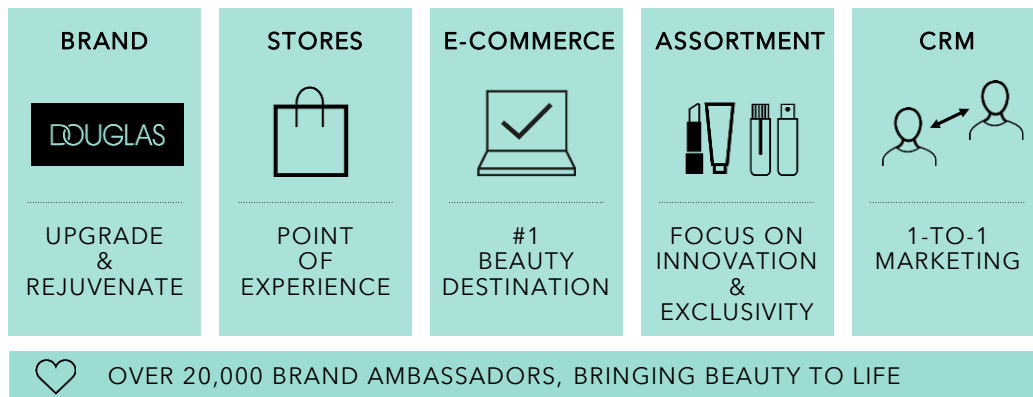 BRAND
DOUGLAS
UPGRADE
&
REJUVENATE
STORES
POINT
OF
EXPERIENCE
E-COMMERCE
#1
BEAUTY
DESTINATION
ASSORTMENT
FOCUS ON
INNOVATION
&
EXCLUSIVITY
CRM
1-TO-1
MARKETING
OVER 20,000 BRAND AMBASSADORS, BRINGING BEAUTY TO LIFE